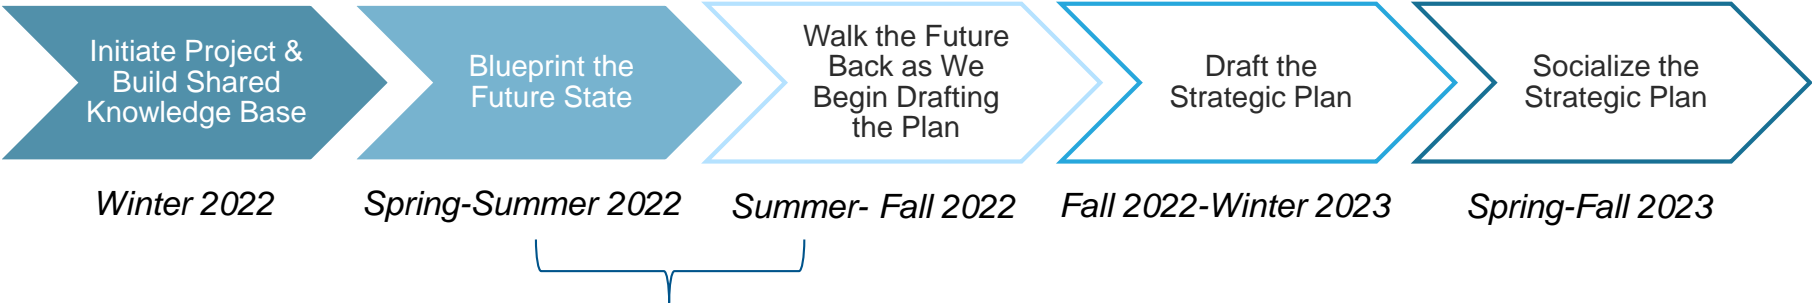 Initiate Project &
Build Shared
Knowledge Base
Blueprint the
Future State
Walk the Future
Back as We
Begin Drafting
the Plan
Draft the
Strategic Plan
Socialize the
Strategic Plan
Winter 2022
Spring-Summer 2022
Summer- Fall 2022
Fall 2022-Winter 2023
Spring-Fall 2023